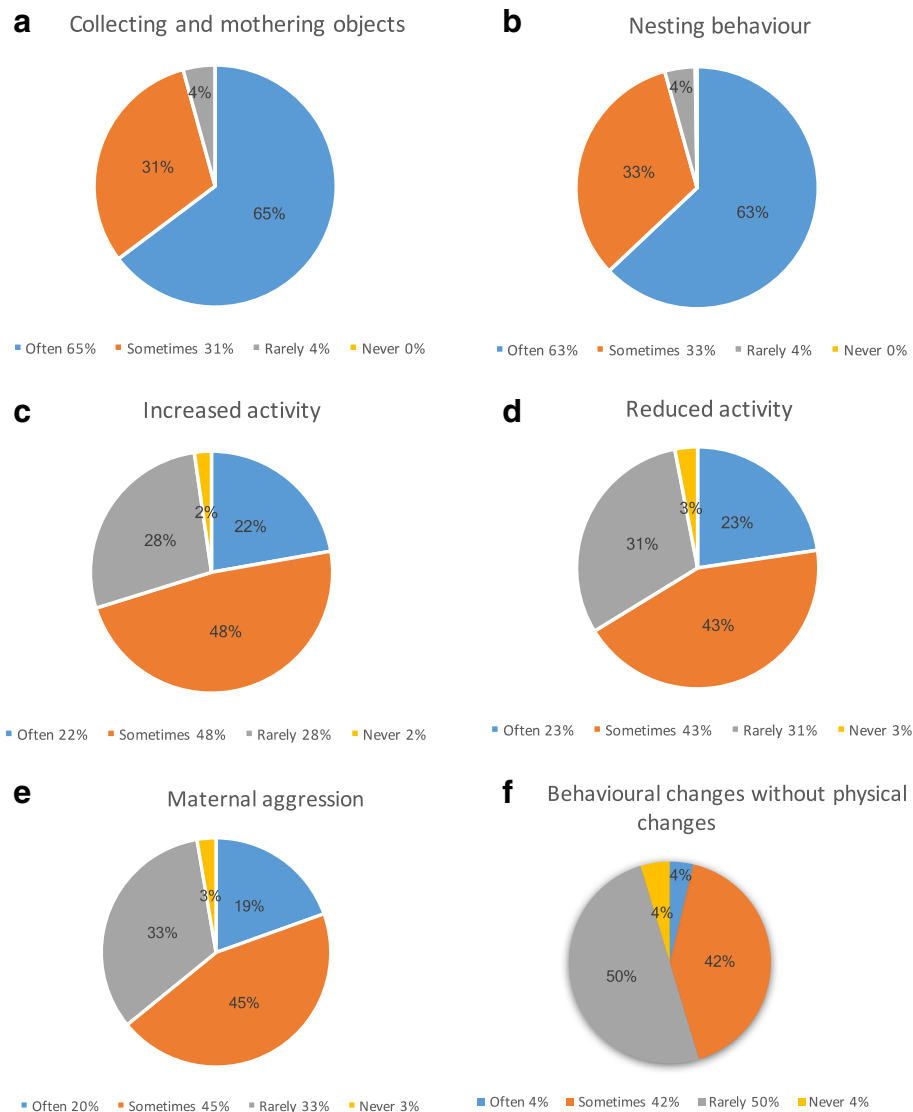 a Collecting and mothering objects
4%
31%
65%
Often 65% Sometimes 31% Rarely 4% Never 0%
b Nesting behaviour
4%
33%
63%
Often 63% Sometimes 33% Rarely 4% Never 0%
c Increased activity
2%
22%
28%
48%
Often 22% Sometimes 48% Rarely 28% Never 2%
d Reduced activity
3%
23%
31%
43%
Often 23% Sometimes 43% Rarely 31% Never 3%
e Maternal aggression
3%
19%
33%
45%
Often 20% Sometimes 45% Rarely 33% Never 3%
f Behavioural changes without physical
changes
4%
4%
42%
50%
Often 4% Sometimes 42% Rarely 50% Never 4%